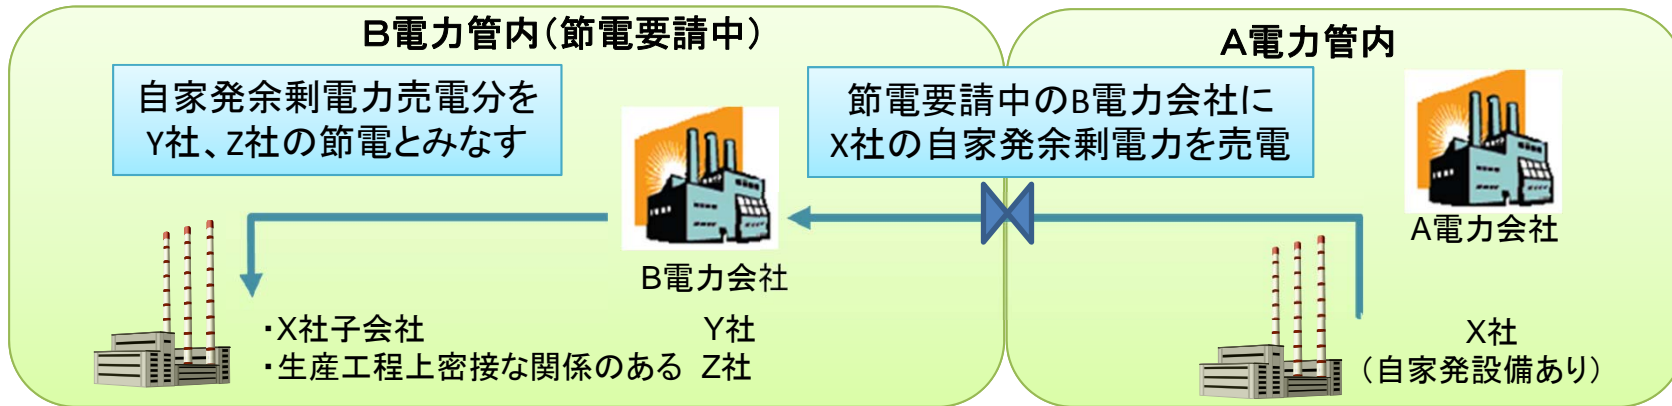 B電力管内(節電要請中)
自家発余剰電力売電分を
Y社、Z社の節電とみなす
B電力会社
・X社子会社 Y社
・生産工程上密接な関係のある Z社
A電力管内
節電要請中のB電力会社に
X社の自家発余剰電力を売電
A電力会社
X社
(自家発設備あり)